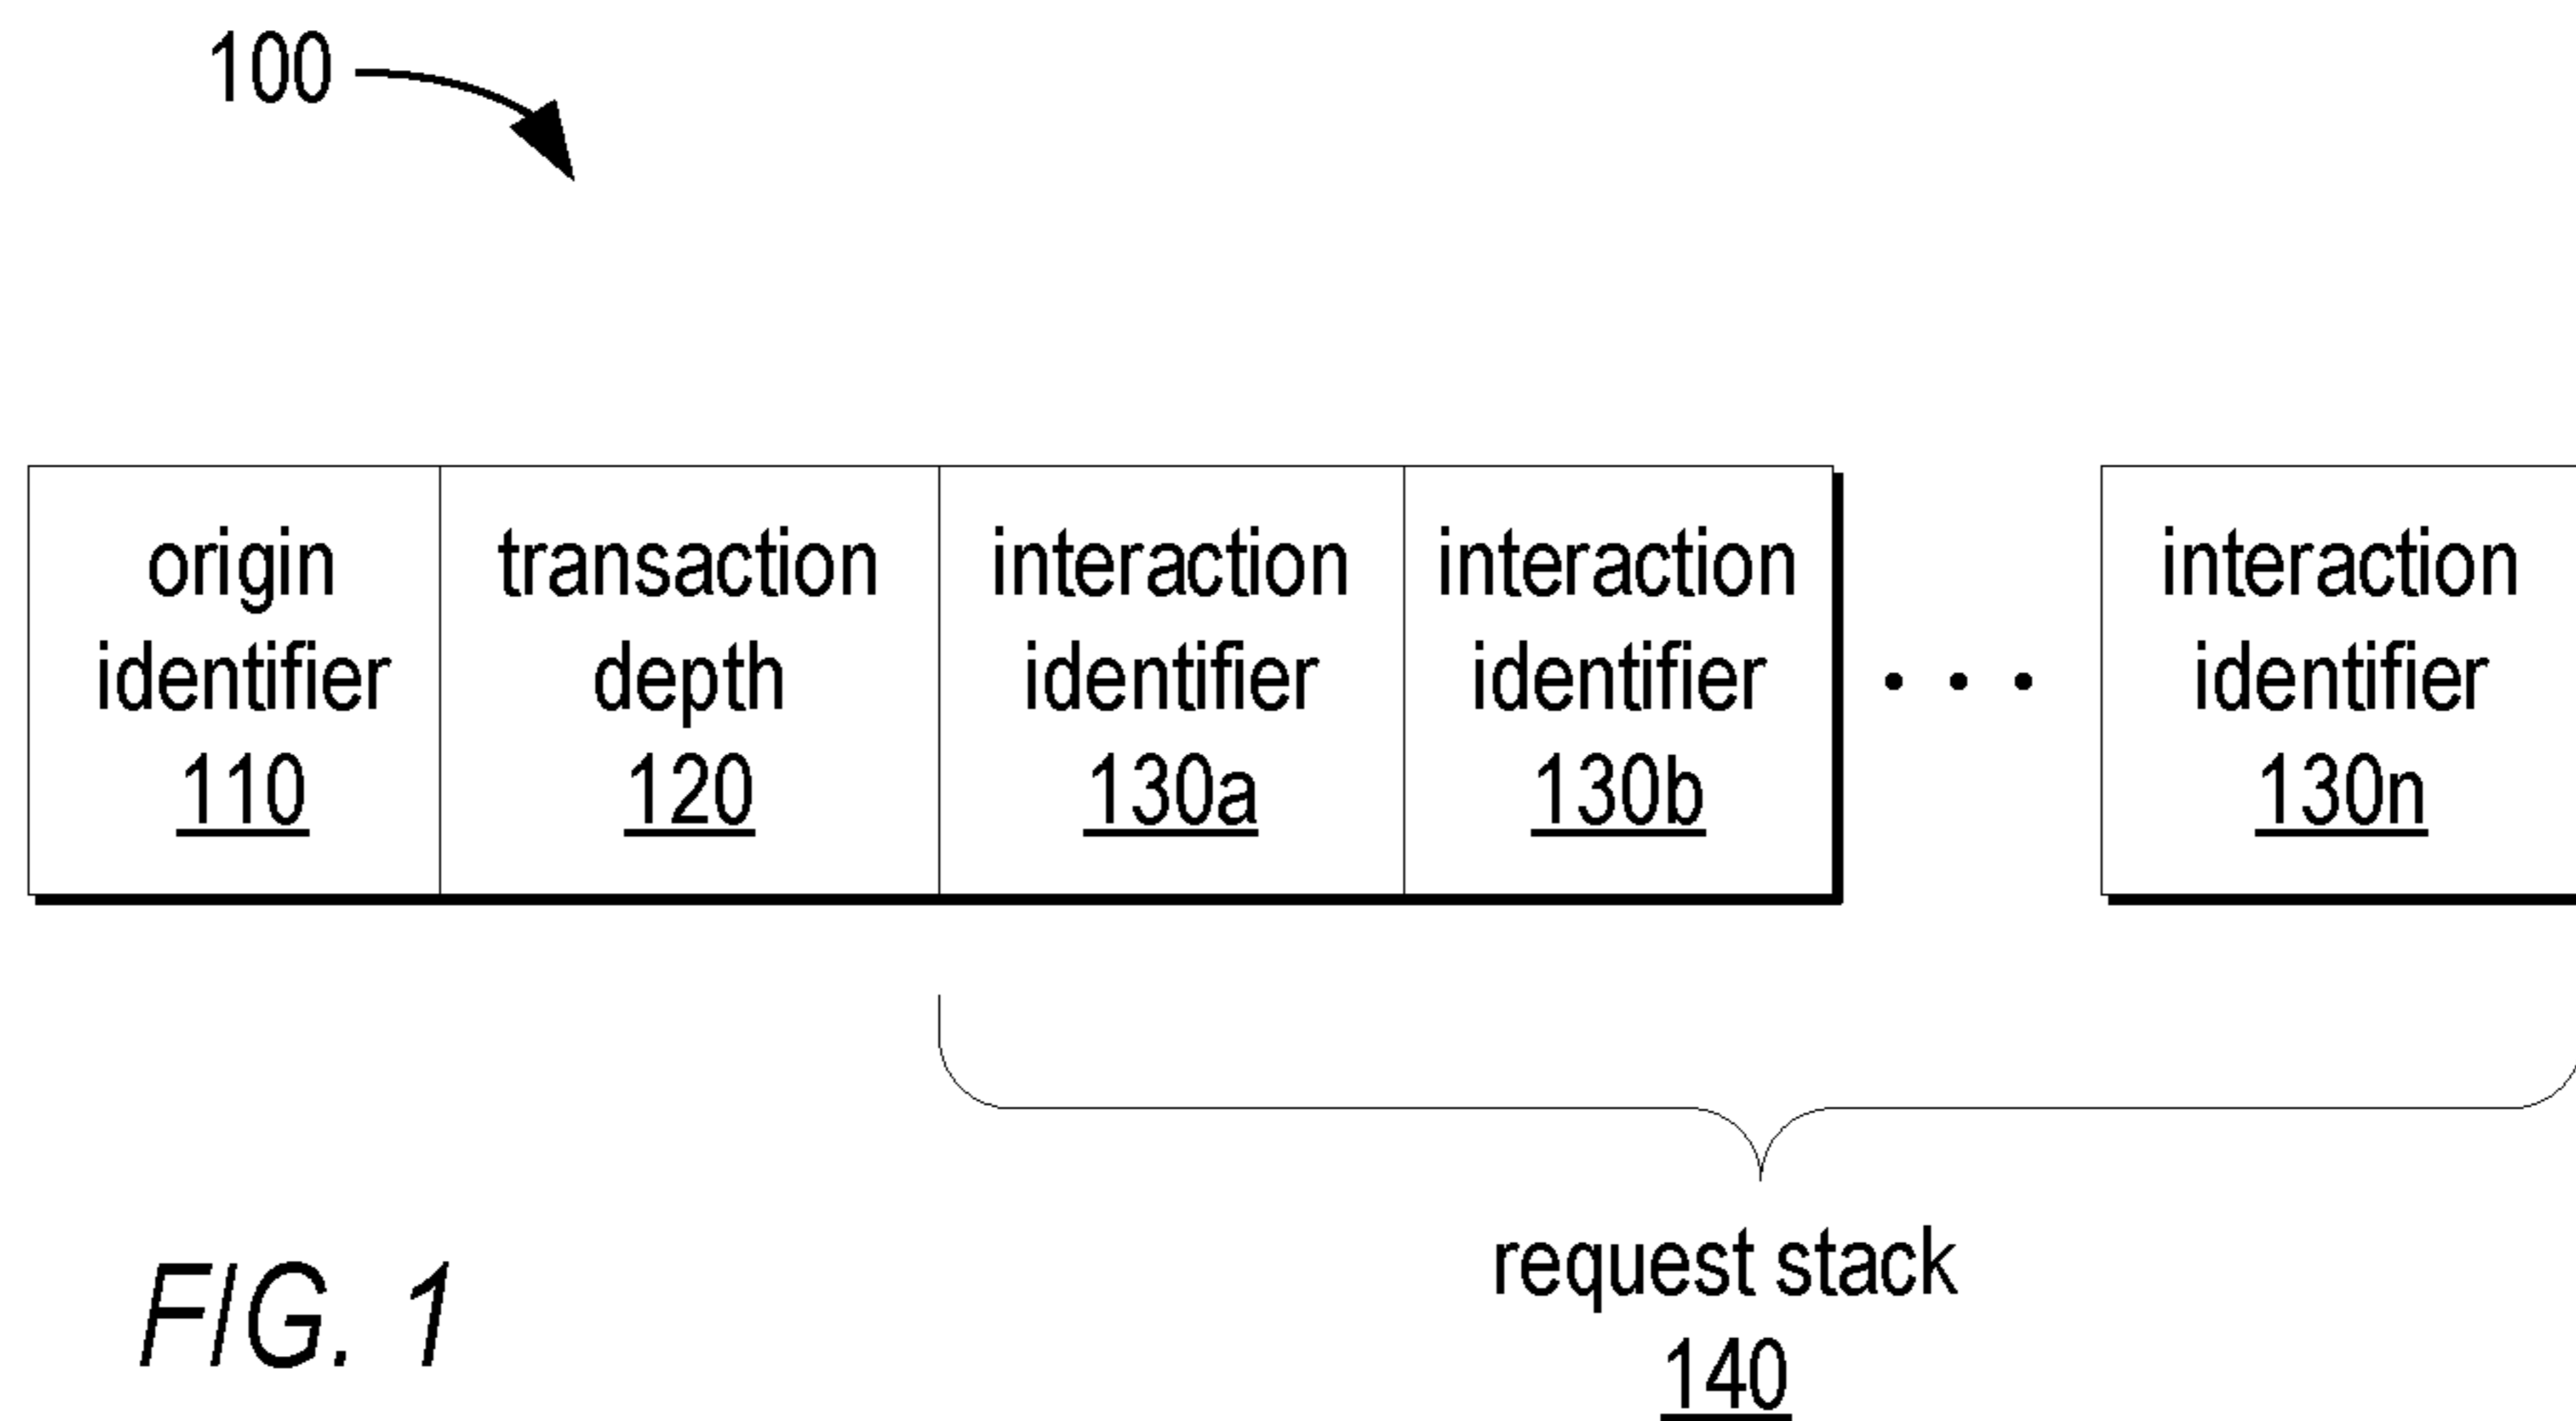 100
origin
identifier
110
transaction
depth
120
interaction
identifier
130a
interaction
identifier
130b
. . .
interaction
identifier
130n
request stack
140
FIG. 1